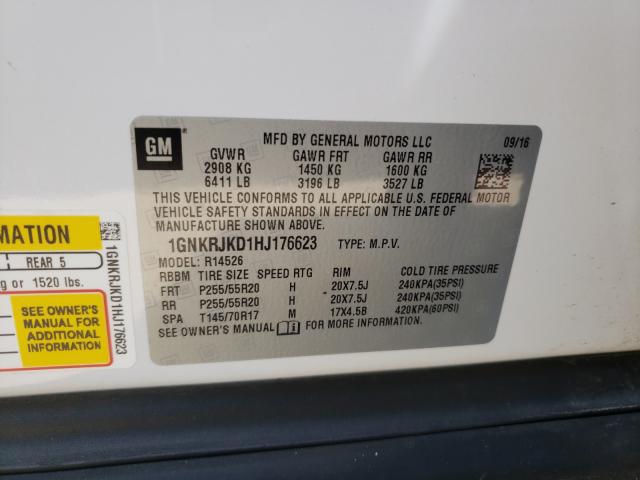 GM
MFD BY GENERAL MOTORS LLC 09/16
GVWR GAWR FRT GAWR RR
2908 KG 1450 KG 1600 KG
6411 LB 3196 LB 3527 LB
THIS VEHICLE CONFORMS TO ALL APPLICABLE U.S. FEDERAL MOTOR
VEHICLE SAFETY STANDARDS IN EFFECT ON THE DATE OF
MANUFACTURE SHOWN ABOVE.
1GNKRJKD1HJ176623 TYPE: M.P.V.
MODEL: R14526
RBBM TIRE SIZE SPEED RTG RIM COLD TIRE PRESSURE
FRT P255/55R20 H 20X7.5J 240KPA(35PSI)
RR P255/55R20 H 20X7.5J 240KPA(35PSI)
SPA T145/70R17 M 17X4.5B 420KPA(60PSI)
SEE OWNER'S MANUAL FOR MORE INFORMATION.
MATION
REAR 5
g or 1520 lbs.
SEE OWNER'S
MANUAL FOR
ADDITIONAL
INFORMATION
1GNKRJKD1HJ176623